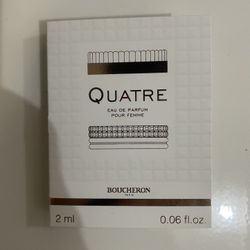 QUATRE
EAU DE PARFUM
POUR FEMME
BOUCHERON
PARIS
2 ml 0.06 fl.oz.